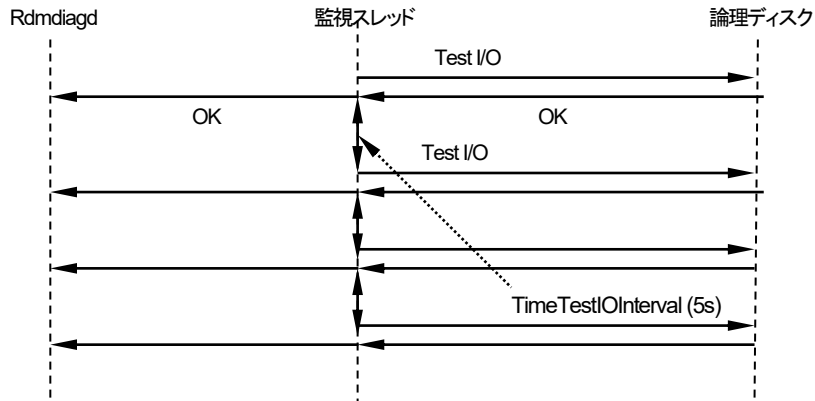 Rdmdiagd
監視スレッド
論理ディスク
Test I/O
OK
OK
Test I/O
TimeTestIOInterval (5s)